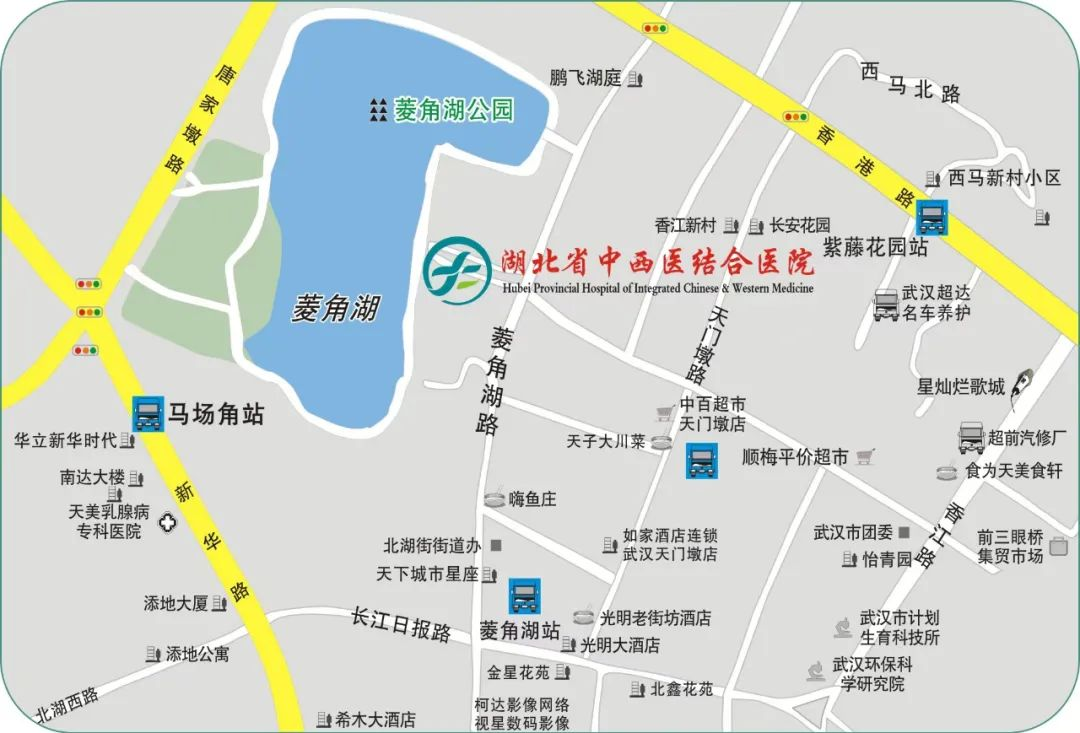 唐家墩路
菱角湖公园
鹏飞湖庭
西马北路
香港路
西马新村小区
香江新村
长安花园
紫藤花园站
湖北省中西医结合医院
Hubei Provincial Hospital of Integrated Chinese & Western Medicine
武汉超达
名车养护
菱角湖
菱角湖路
天门墩路
星灿烂歌城
马场角站
中百超市
天门墩店
华立新华时代
天子大川菜
超前汽修厂
顺梅平价超市
食为天美食轩
南达大楼
新华路
嗨鱼庄
天美乳腺病
专科医院
香江路
武汉市团委
如家酒店连锁
武汉天门墩店
前三眼桥
集贸市场
北湖街街道办
怡青园
天下城市星座
添地大厦
长江日报路
菱角湖站
光明老街坊酒店
武汉市计划
生育科技所
光明大酒店
添地公寓
金星花苑
武汉环保科
学研究院
北鑫花苑
北湖西路
柯达影像网络
视星数码影像
希木大酒店